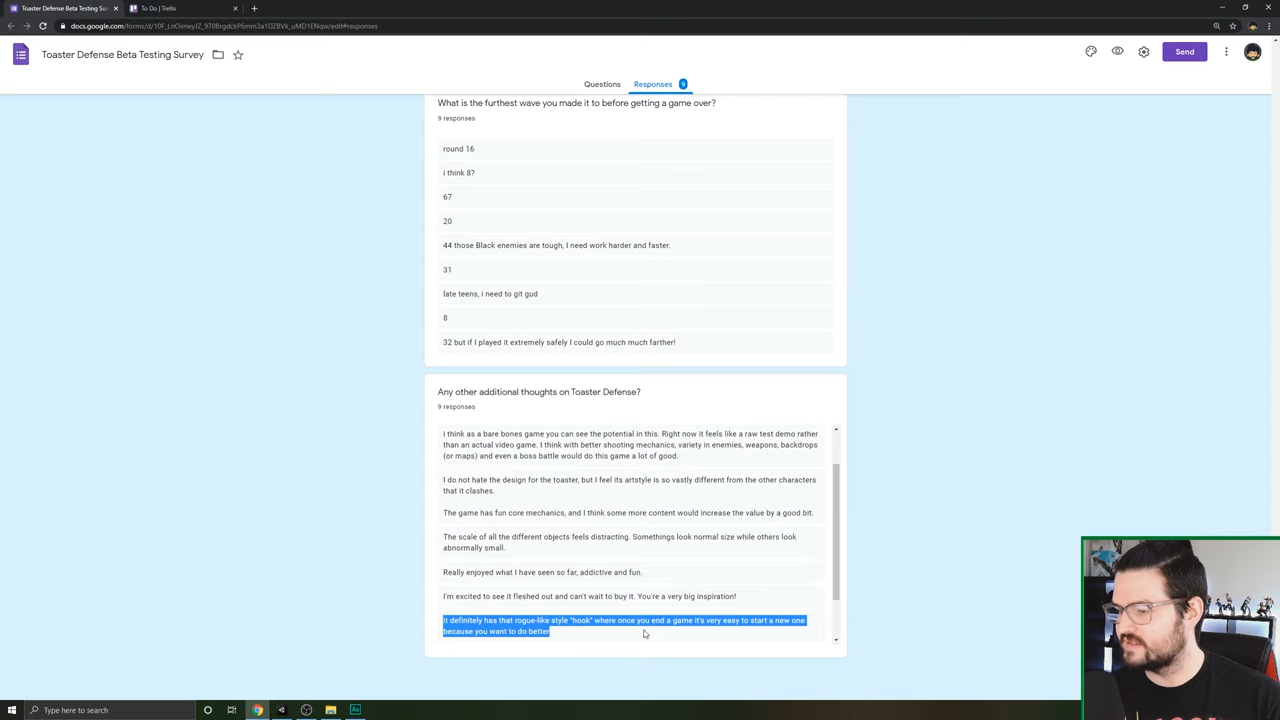 Toaster Defense Beta Testing Sur
To Do | Trello
docs.google.com/forms/d/10F_LnOimeyIZ_970BrgdckP6mm3a1DZBVk_uMD1ENqw/edit#responses
Toaster Defense Beta Testing Survey
Send
Questions
Responses 9
What is the furthest wave you made it to before getting a game over?
9 responses
round 16
i think 8?
67
20
44 those Black enemies are tough, I need work harder and faster.
31
late teens, i need to git gud
8
32 but if I played it extremely safely I could go much much farther!
Any other additional thoughts on Toaster Defense?
9 responses
i think as a bare bones game you can see the potential in this. Right now it feels like a raw test demo rather
than an actual video game. I think with better shooting mechanics, variety in enemies, weapons, backdrops
(or maps) and even a boss battle would do this game a lot of good.
I do not hate the design for the toaster, but I feel its artstyle is so vastly different from the other characters
that it clashes.
The game has fun core mechanics, and I think some more content would increase the value by a good bit.
The scale of all the different objects feels distracting. Somethings look normal size while others look
abnormally small.
Really enjoyed what I have seen so far, addictive and fun.
I'm excited to see it fleshed out and can't wait to buy it. You're a very big inspiration!
it definitely has that rogue-like style "hook" where once you end a game it's very easy to start a new one
because you want to do better
Type here to search
Au